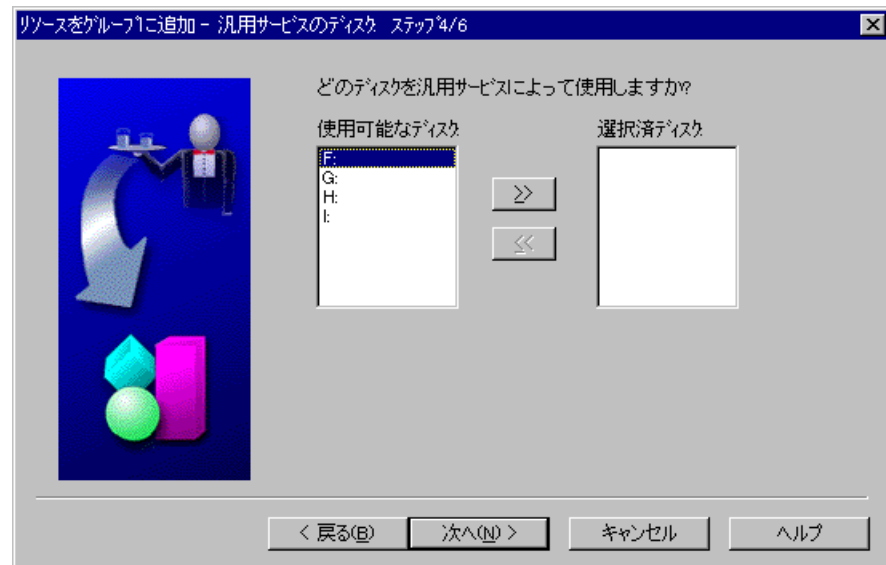 リソースをグループに追加 - 汎用サービスのディスク ステップ4/6
どのディスクを汎用サービスによって使用しますか?
使用可能なディスク
選択済ディスク
F:
G:
H:
I:
>>
<<
< 戻る(B)
次へ(N) >
キャンセル
ヘルプ